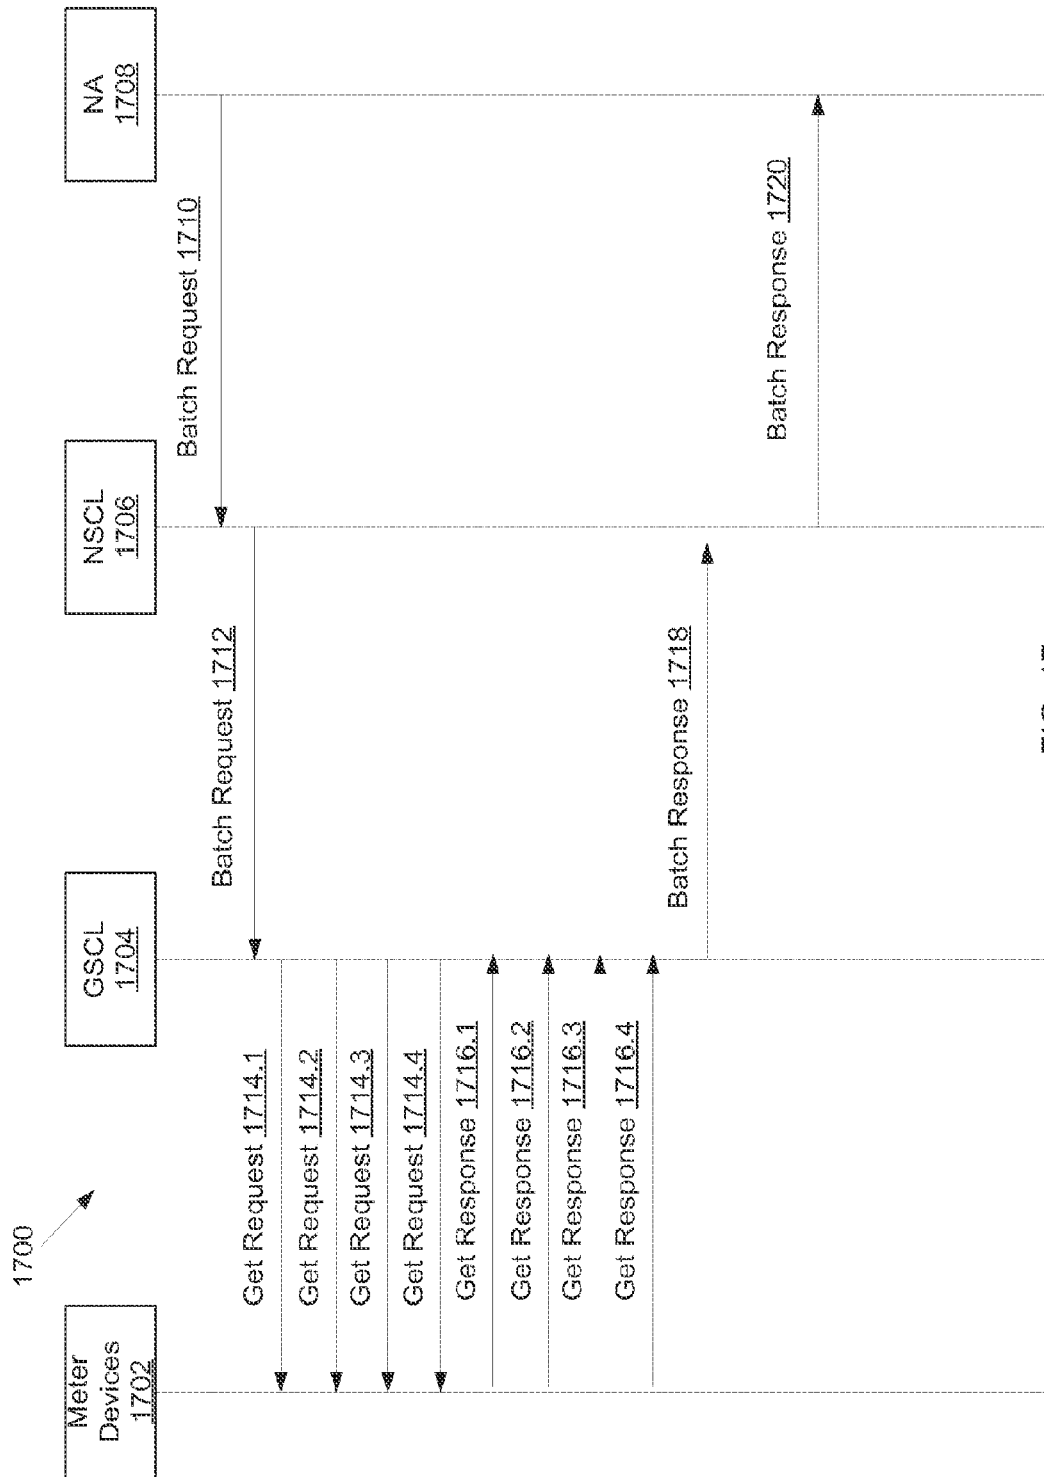 1700
Meter
Devices
1702
GSCL
1704
NSCL
1706
NA
1708
Batch Request 1710
Batch Request 1712
Get Request 1714.1
Get Request 1714.2
Get Request 1714.3
Get Request 1714.4
Get Response 1716.1
Get Response 1716.2
Get Response 1716.3
Get Response 1716.4
Batch Response 1718
Batch Response 1720